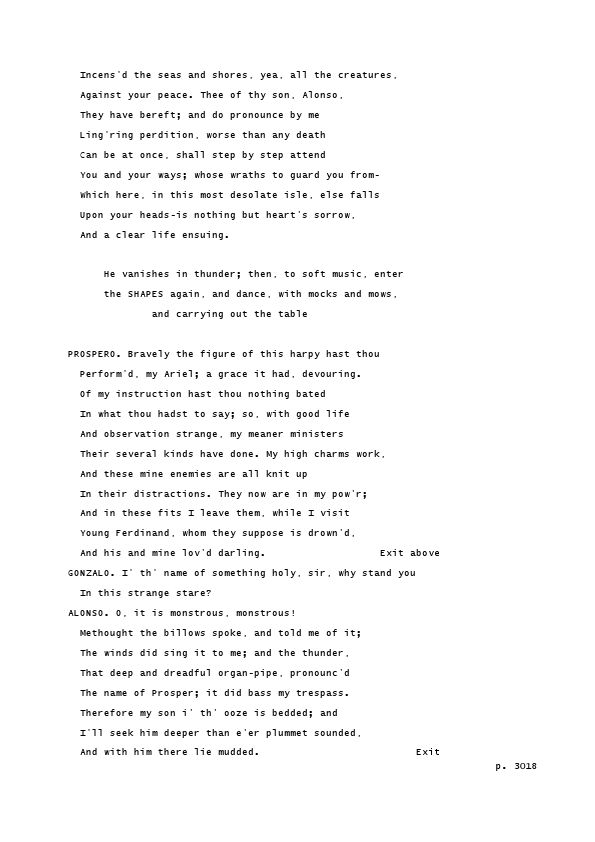 Incens'd the seas and shores, yea, all the creatures,
Against your peace. Thee of thy son, Alonso,
They have bereft; and do pronounce by me
Ling'ring perdition, worse than any death
Can be at once, shall step by step attend
You and your ways; whose wraths to guard you from-
Which here, in this most desolate isle, else falls
Upon your heads-is nothing but heart's sorrow,
And a clear life ensuing.
He vanishes in thunder; then, to soft music, enter
the SHAPES again, and dance, with mocks and mows,
and carrying out the table
PROSPERO. Bravely the figure of this harpy hast thou
Perform'd, my Ariel; a grace it had, devouring.
Of my instruction hast thou nothing bated
In what thou hadst to say; so, with good life
And observation strange, my meaner ministers
Their several kinds have done. My high charms work,
And these mine enemies are all knit up
In their distractions. They now are in my pow'r;
And in these fits I leave them, while I visit
Young Ferdinand, whom they suppose is drown'd,
And his and mine lov'd darling. Exit above
GONZALO. I' th' name of something holy, sir, why stand you
In this strange stare?
ALONSO. O, it is monstrous, monstrous!
Methought the billows spoke, and told me of it;
The winds did sing it to me; and the thunder,
That deep and dreadful organ-pipe, pronounc'd
The name of Prosper; it did bass my trespass.
Therefore my son i' th' ooze is bedded; and
I'll seek him deeper than e'er plummet sounded,
And with him there lie mudded. Exit
p. 3018